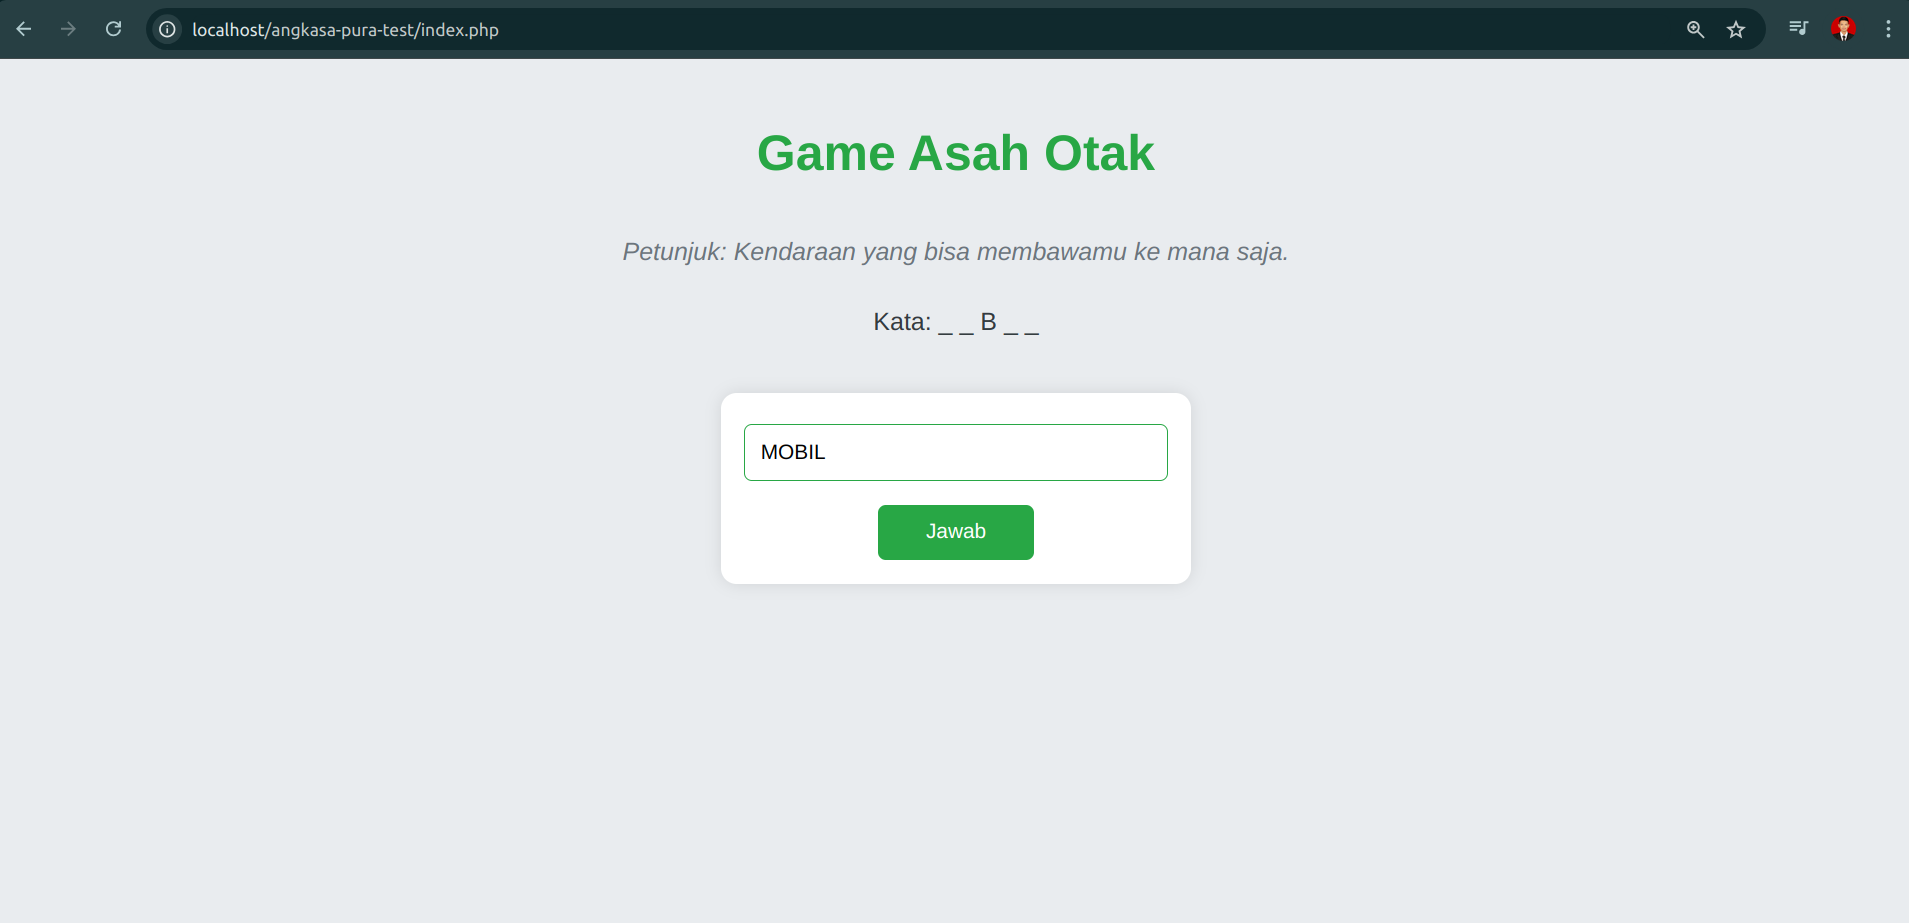 localhost/angkasa-pura-test/index.php
Game Asah Otak
Petunjuk: Kendaraan yang bisa membawamu ke mana saja.
Kata: _ _ B _ _
MOBIL
Jawab